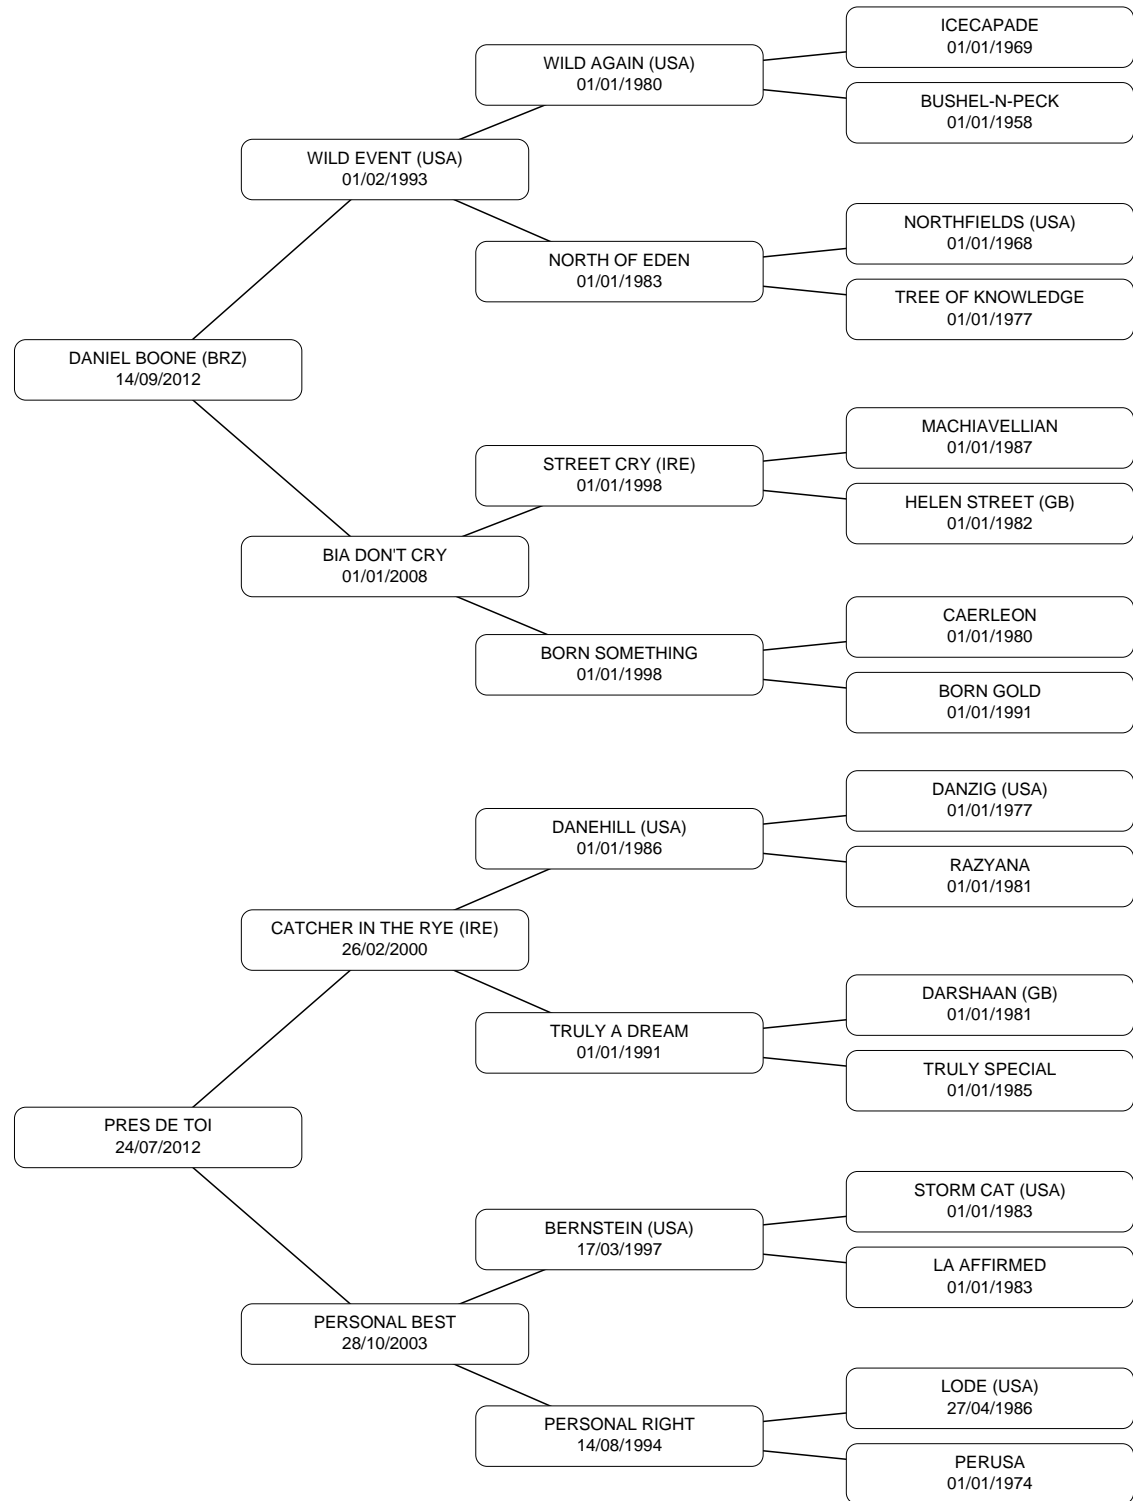 ICECAPADE
01/01/1969
WILD AGAIN (USA)
01/01/1980
BUSHEL-N-PECK
01/01/1958
WILD EVENT (USA)
01/02/1993
NORTHFIELDS (USA)
01/01/1968
NORTH OF EDEN
01/01/1983
TREE OF KNOWLEDGE
01/01/1977
DANIEL BOONE (BRZ)
14/09/2012
MACHIAVELLIAN
01/01/1987
STREET CRY (IRE)
01/01/1998
HELEN STREET (GB)
01/01/1982
BIA DON'T CRY
01/01/2008
CAERLEON
01/01/1980
BORN SOMETHING
01/01/1998
BORN GOLD
01/01/1991
DANZIG (USA)
01/01/1977
DANEHILL (USA)
01/01/1986
RAZYANA
01/01/1981
CATCHER IN THE RYE (IRE)
26/02/2000
DARSHAAN (GB)
01/01/1981
TRULY A DREAM
01/01/1991
TRULY SPECIAL
01/01/1985
PRES DE TOI
24/07/2012
STORM CAT (USA)
01/01/1983
BERNSTEIN (USA)
17/03/1997
LA AFFIRMED
01/01/1983
PERSONAL BEST
28/10/2003
LODE (USA)
27/04/1986
PERSONAL RIGHT
14/08/1994
PERUSA
01/01/1974